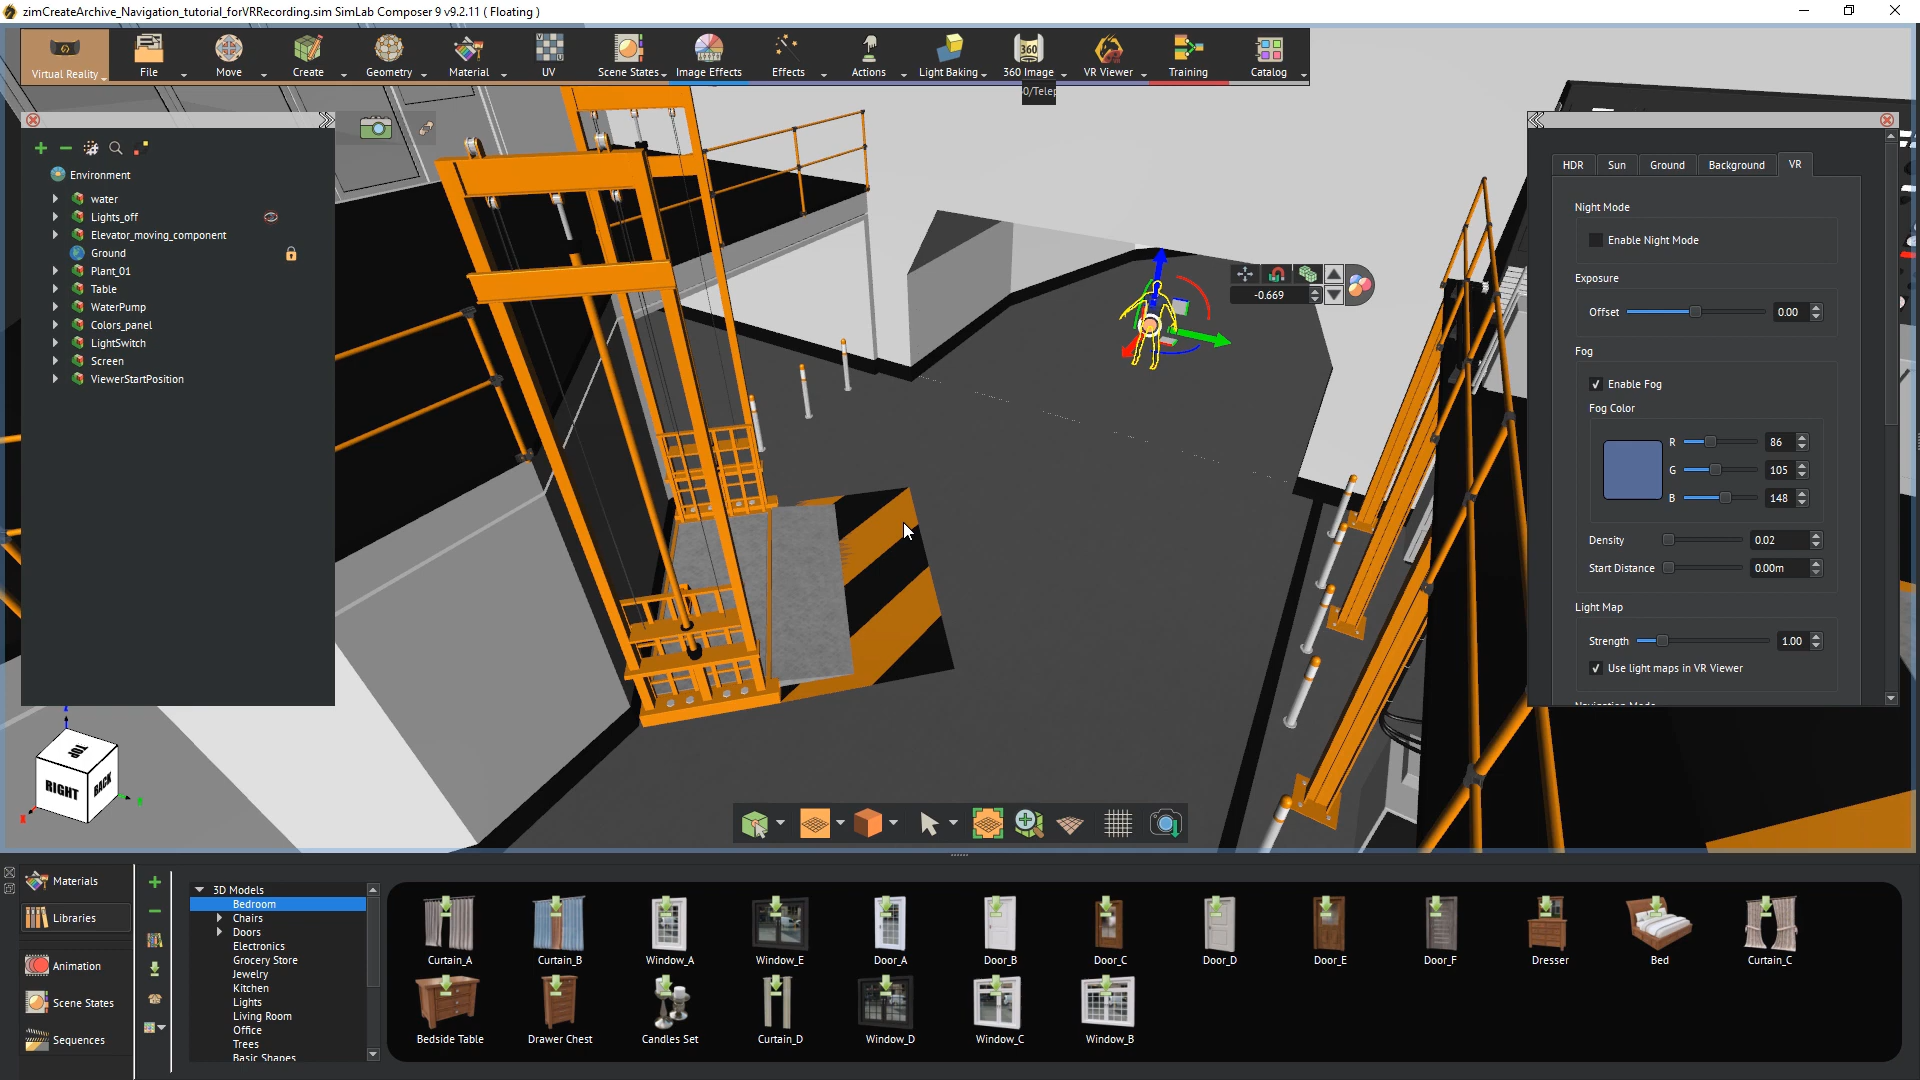 zimCreateArchive_Navigation_tutorial_forVRRecording.sim SimLab Composer 9 v9.2.11 ( Floating )
Virtual Reality
File
Move
Create
Geometry
Material
UV
Scene States
Image Effects
Effects
Actions
Light Baking
360 Image
VR Viewer
Training
Catalog
360
0/Telep
Environment
water
Lights_off
Elevator_moving_component
Ground
Plant_01
Table
WaterPump
Colors_panel
LightSwitch
Screen
ViewerStartPosition
-0.669
HDR
Sun
Ground
Background
VR
Night Mode
Enable Night Mode
Exposure
Offset
0.00
Fog
Enable Fog
Fog Color
R
86
G
105
B
148
Density
0.02
Start Distance
0.00m
Light Map
Strength
1.00
Use light maps in VR Viewer
Navigation Mode
TOP
RIGHT
BACK
x
z
Materials
Libraries
Animation
Scene States
Sequences
3D Models
Bedroom
Chairs
Doors
Electronics
Grocery Store
Jewelry
Kitchen
Lights
Living Room
Office
Trees
Basic Shapes
Curtain_A
Curtain_B
Window_A
Window_E
Door_A
Door_B
Door_C
Door_D
Door_E
Door_F
Dresser
Bed
Curtain_C
Bedside Table
Drawer Chest
Candles Set
Curtain_D
Window_D
Window_C
Window_B